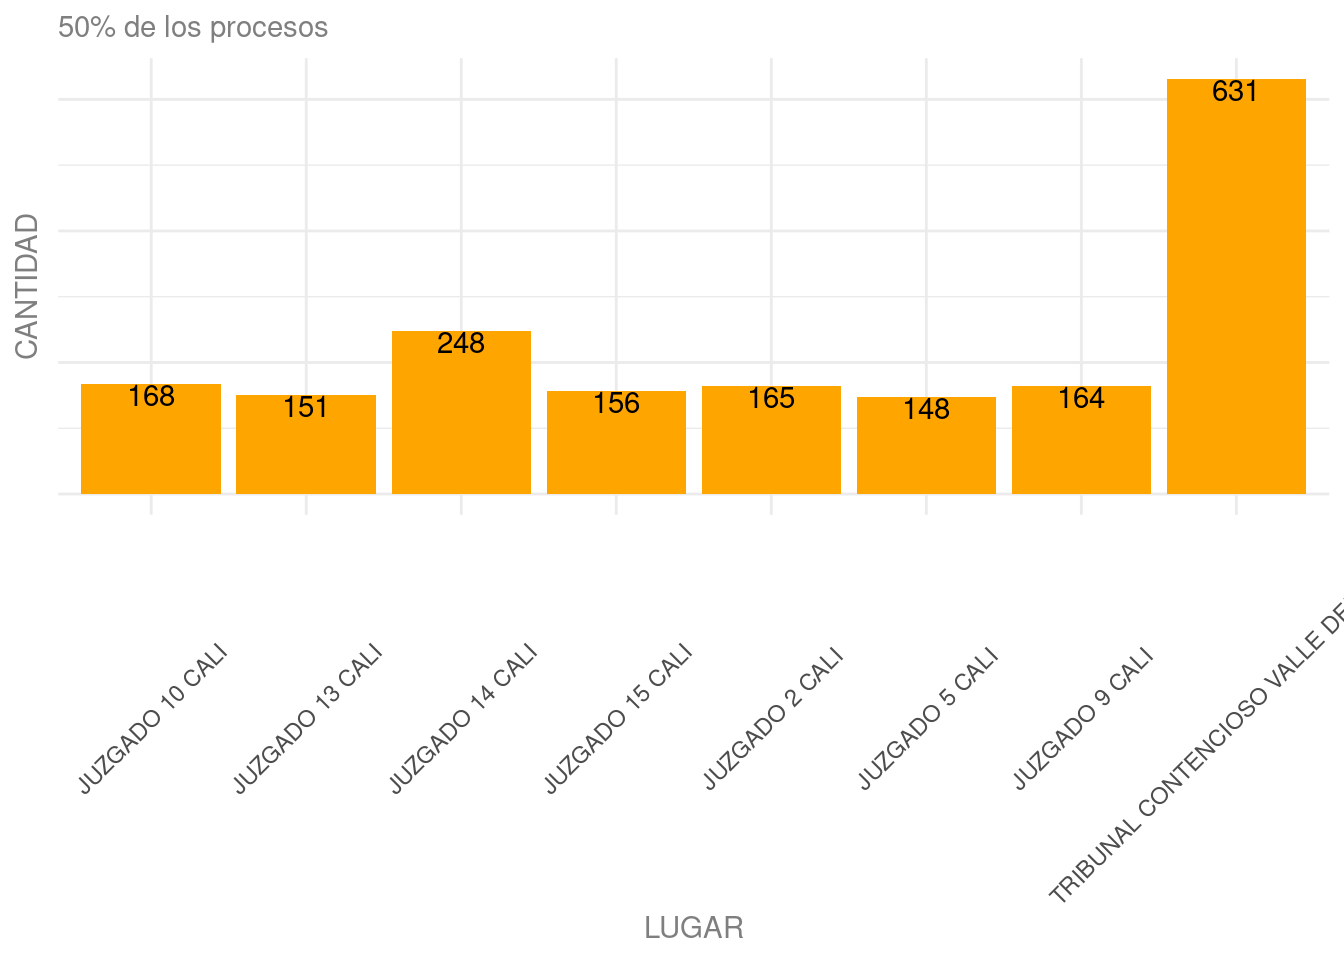 50% de los procesos
CANTIDAD
168
151
248
156
165
148
164
631
JUZGADO 10 CALI
JUZGADO 13 CALI
JUZGADO 14 CALI
JUZGADO 15 CALI
JUZGADO 2 CALI
JUZGADO 5 CALI
JUZGADO 9 CALI
TRIBUNAL CONTENCIOSO VALLE DE
LUGAR